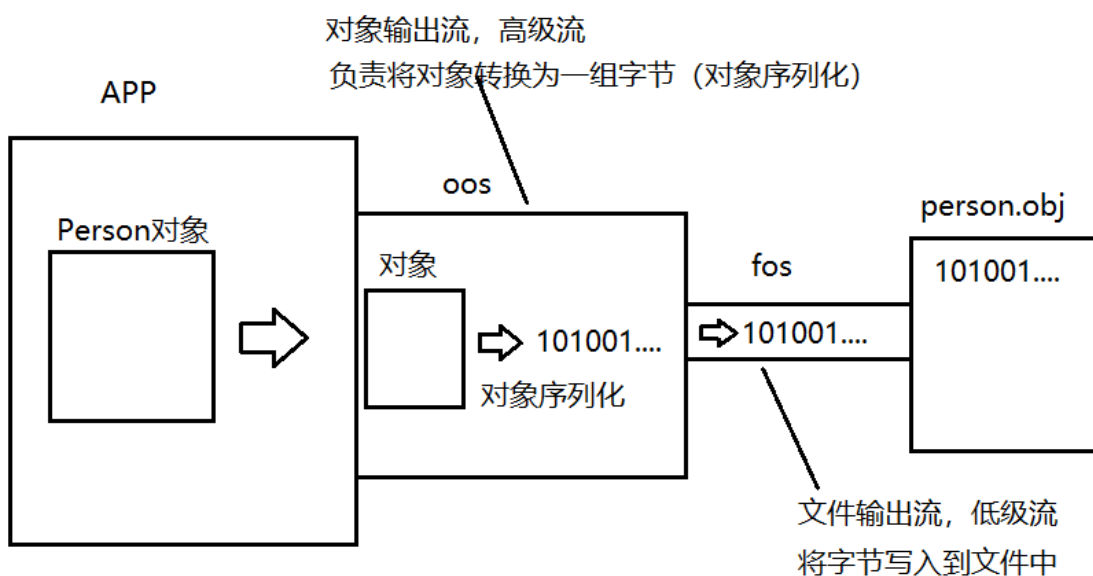 对象输出流，高级流
负责将对象转换为一组字节（对象序列化）
APP
oos
person.obj
Person对象
对象
fos
101001....
101001....
101001....
对象序列化
文件输出流，低级流
将字节写入到文件中